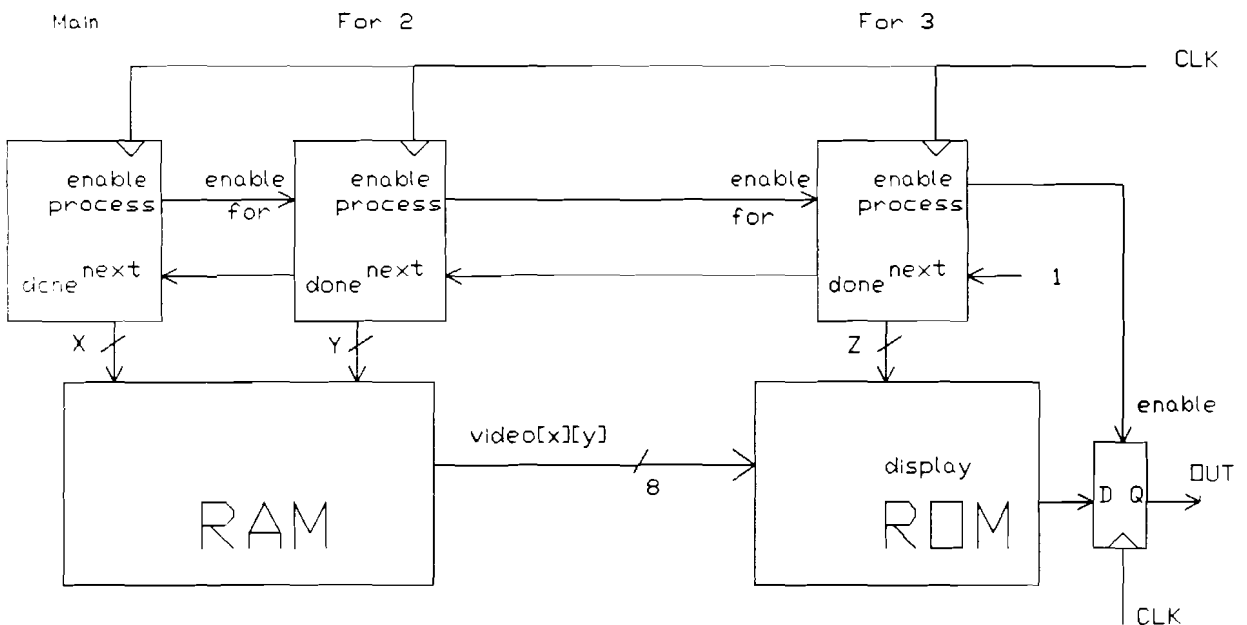 Main For 2 For 3
CLK
enable enable enable enable enable
process for process for process
next next 1 next
done done done
X Y Z
enable
video[x][y]
8
display
OUT
D Q
RAM ROM
CLK